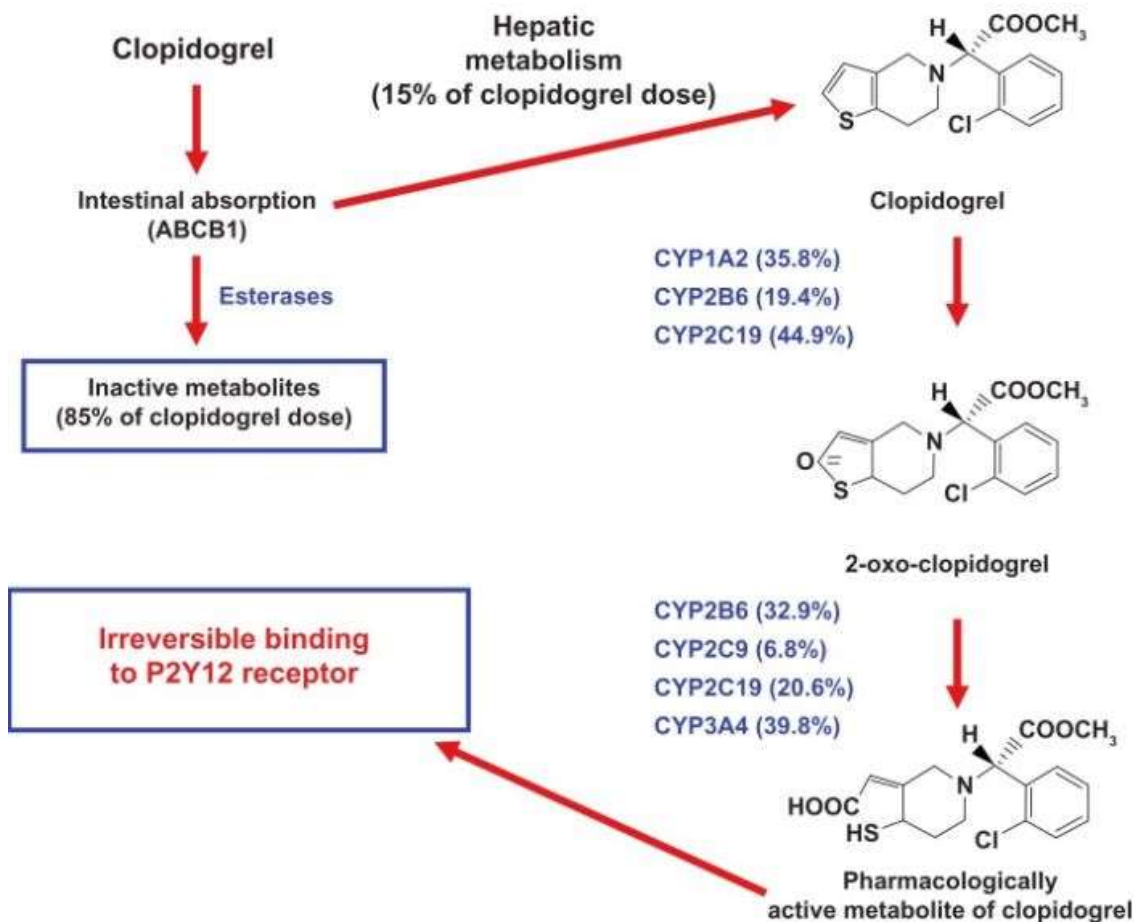 Clopidogrel
Intestinal absorption
(ABCB1)
Esterases
Inactive metabolites
(85% of clopidogrel dose)
Hepatic
metabolism
(15% of clopidogrel dose)
H
COOCH3
N
S
Cl
Clopidogrel
CYP1A2 (35.8%)
CYP2B6 (19.4%)
CYP2C19 (44.9%)
H
COOCH3
N
O
S
Cl
2-oxo-clopidogrel
CYP2B6 (32.9%)
CYP2C9 (6.8%)
CYP2C19 (20.6%)
CYP3A4 (39.8%)
H
COOCH3
N
HOOC
HS
Cl
Pharmacologically
active metabolite of clopidogrel
Irreversible binding
to P2Y12 receptor